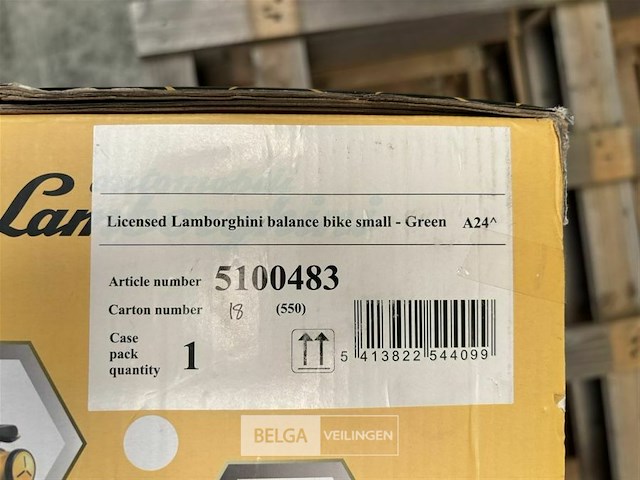 Lam
Licensed Lamborghini balance bike small - Green A24^
Article number 5100483
Carton number 18 (550)
Case pack quantity 1
5 413822 544099
BELGA VEILINGEN